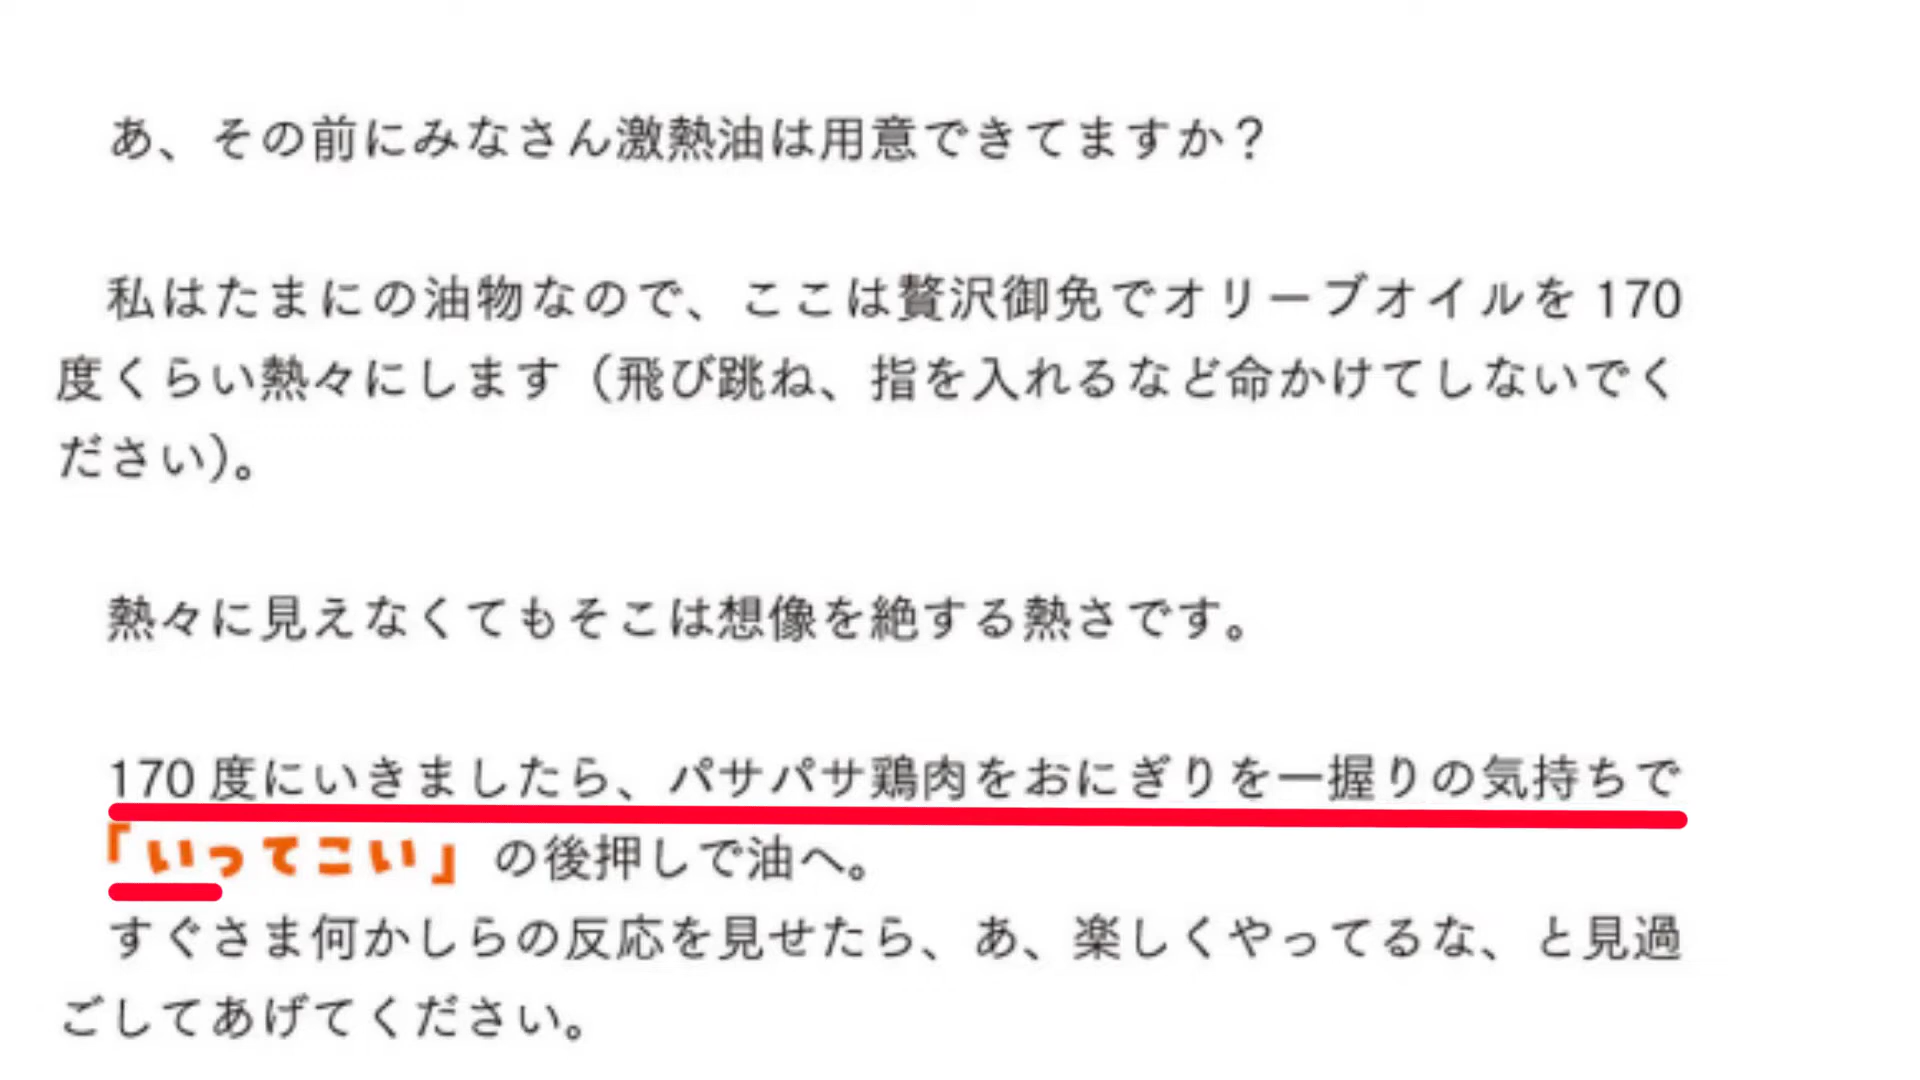 あ、その前にみなさん激熱油は用意できてますか？
私はたまにの油物なので、ここは贅沢御免でオリーブオイルを 170
度くらい熱々にします（飛び跳ね、指を入れるなど命かけてしないでく
ださい）。
熱々に見えなくてもそこは想像を絶する熱さです。
170 度にいきましたら、パサパサ鶏肉をおにぎりを一握りの気持ちで
「いってこい」の後押しで油へ。
すぐさま何かしらの反応を見せたら、あ、楽しくやってるな、と見過
ごしてあげてください。